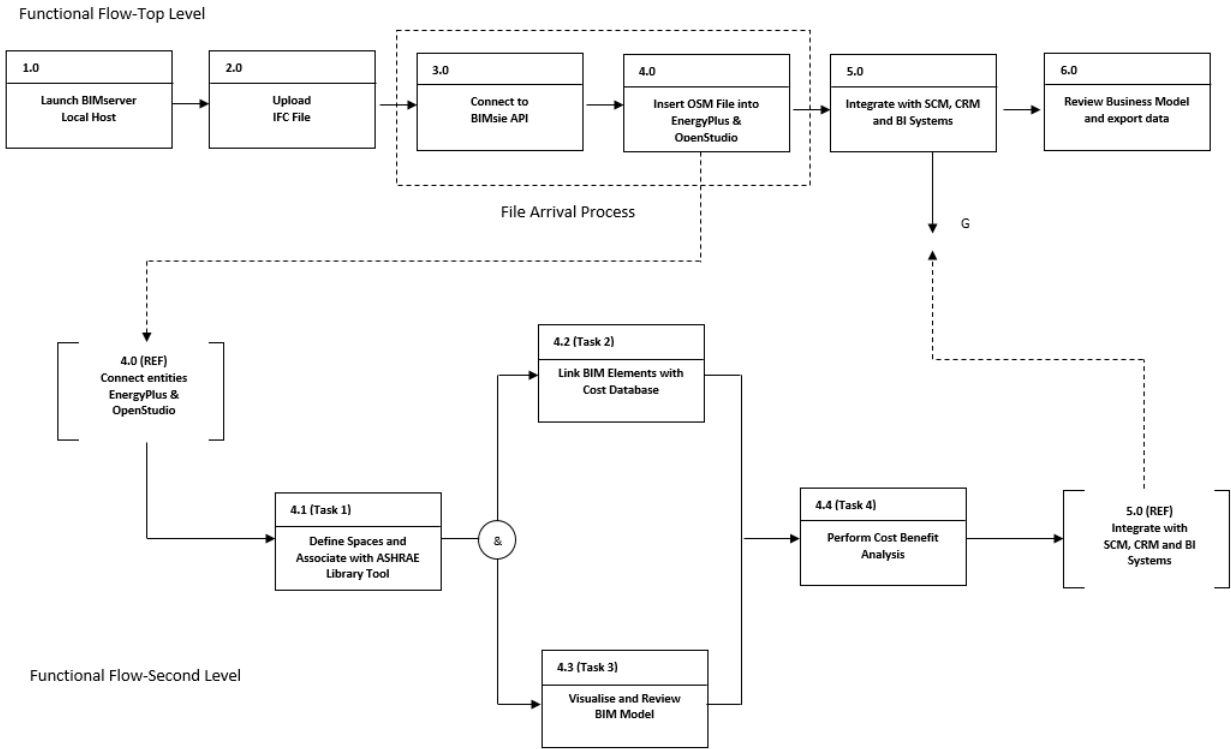 Functional Flow-Top Level
1.0
Launch BIMserver
Local Host
2.0
Upload
IFC File
3.0
Connect to
BIMsie API
4.0
Insert OSM File into
EnergyPlus &
OpenStudio
5.0
Integrate with SCM, CRM
and BI Systems
6.0
Review Business Model
and export data
File Arrival Process
G
4.0 (REF)
Connect entities
EnergyPlus &
OpenStudio
4.1 (Task 1)
Define Spaces and
Associate with ASHRAE
Library Tool
&
4.2 (Task 2)
Link BIM Elements with
Cost Database
4.3 (Task 3)
Visualise and Review
BIM Model
4.4 (Task 4)
Perform Cost Benefit
Analysis
5.0 (REF)
Integrate with
SCM, CRM and BI
Systems
Functional Flow-Second Level